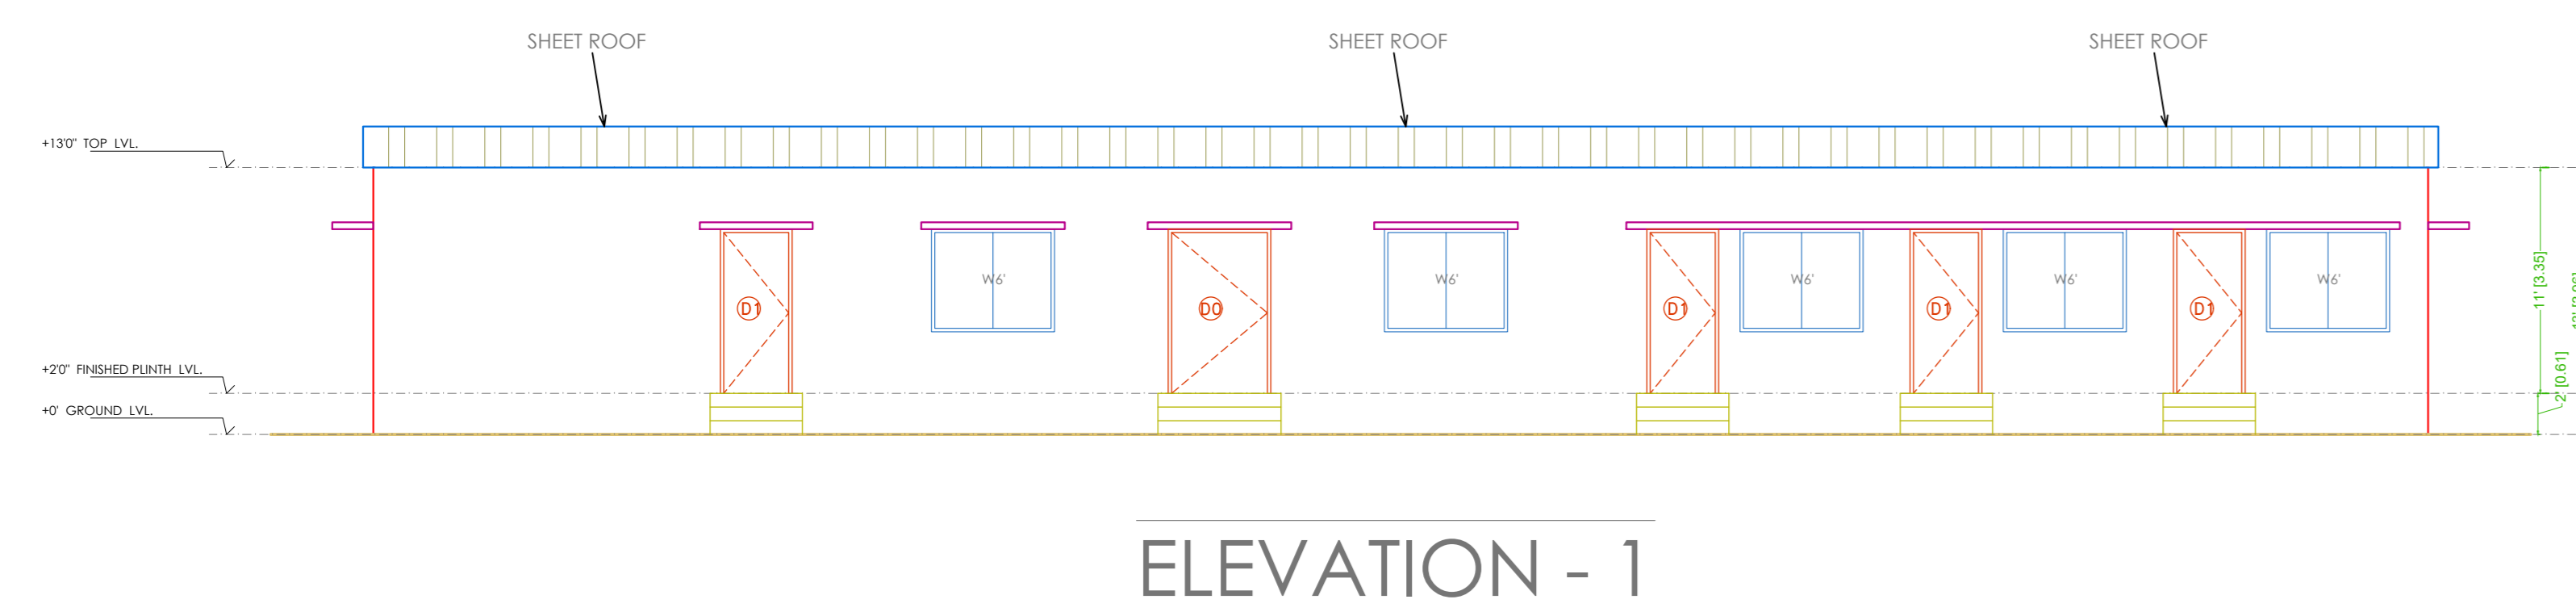 SHEET ROOF SHEET ROOF SHEET ROOF
+13'0" TOP LVL.
W6' W6' W6' W6' W6'
D1 D0 D1 D1 D1
11' [3.35]
+2'0" FINISHED PLINTH LVL.
2' [0.61]
+0' GROUND LVL.
ELEVATION - 1